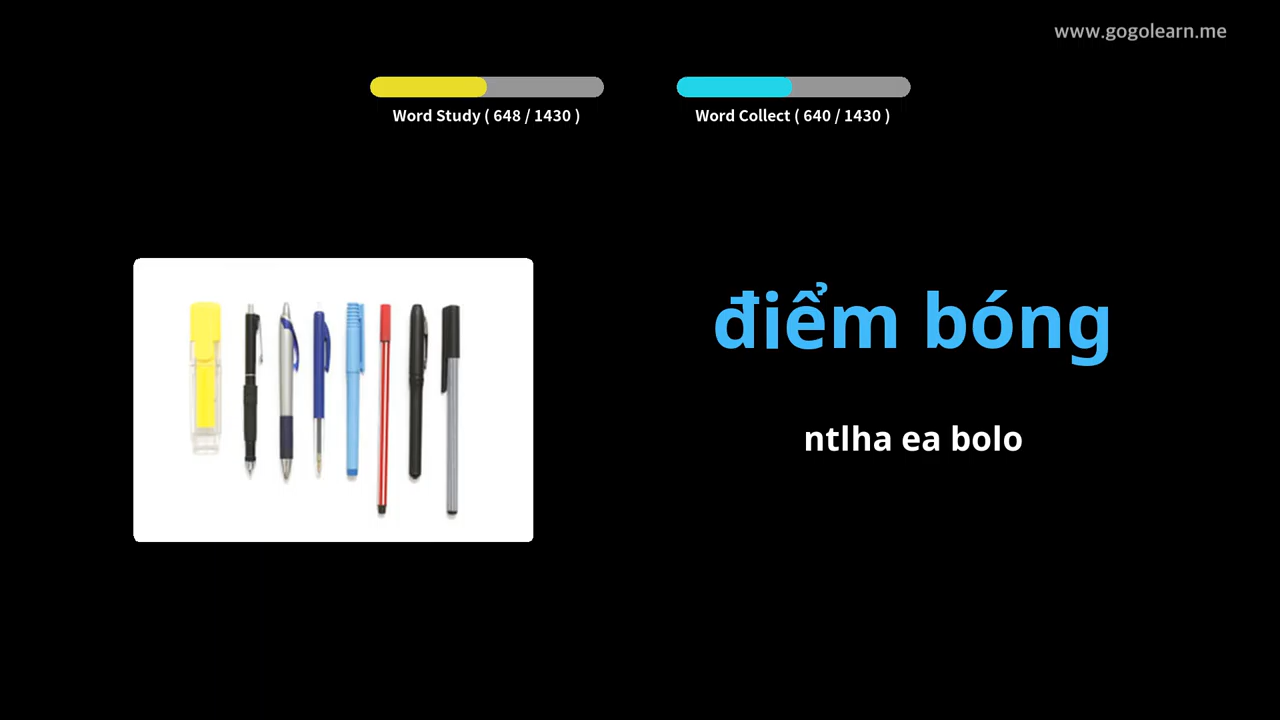 www.gogolearn.me
Word Study ( 648 / 1430 )
Word Collect ( 640 / 1430 )
điểm bóng
ntlha ea bolo